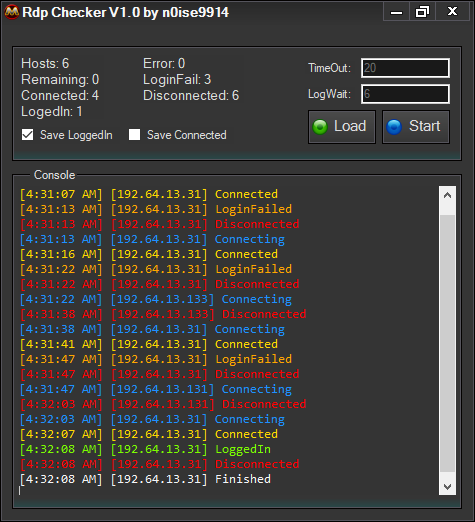 Rdp Checker V1.0 by n0ise9914
Hosts: 6
Error: 0
Remaining: 0
LoginFail: 3
Connected: 4
Disconnected: 6
LogedIn: 1
TimeOut: 20
LogWait: 6
Save LoggedIn
Save Connected
Load
Start
Console
[4:31:07 AM] [192.64.13.31] Connected
[4:31:13 AM] [192.64.13.31] LoginFailed
[4:31:13 AM] [192.64.13.31] Disconnected
[4:31:13 AM] [192.64.13.31] Connecting
[4:31:16 AM] [192.64.13.31] Connected
[4:31:22 AM] [192.64.13.31] LoginFailed
[4:31:22 AM] [192.64.13.31] Disconnected
[4:31:22 AM] [192.64.13.133] Connecting
[4:31:38 AM] [192.64.13.133] Disconnected
[4:31:38 AM] [192.64.13.31] Connecting
[4:31:41 AM] [192.64.13.31] Connected
[4:31:47 AM] [192.64.13.31] LoginFailed
[4:31:47 AM] [192.64.13.31] Disconnected
[4:31:47 AM] [192.64.13.131] Connecting
[4:32:03 AM] [192.64.13.131] Disconnected
[4:32:03 AM] [192.64.13.31] Connecting
[4:32:07 AM] [192.64.13.31] Connected
[4:32:08 AM] [192.64.13.31] LoggedIn
[4:32:08 AM] [192.64.13.31] Disconnected
[4:32:08 AM] [192.64.13.31] Finished